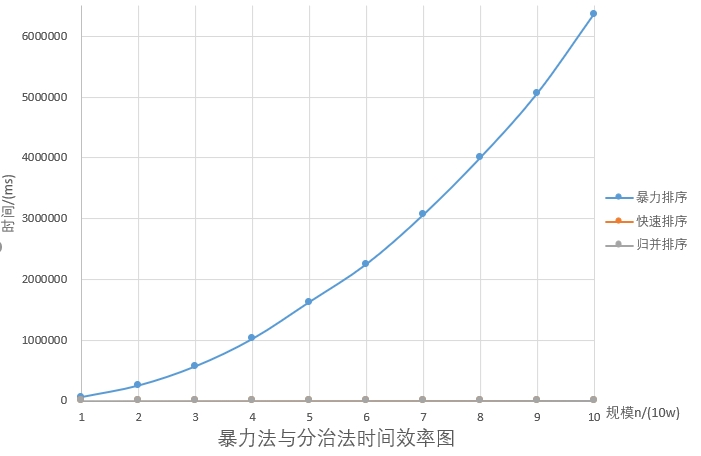 6000000
5000000
4000000
3000000
2000000
1000000
0
时间/(ms)
1 2 3 4 5 6 7 8 9 10
规模n/(10w)
暴力排序
快速排序
归并排序
暴力法与分治法时间效率图